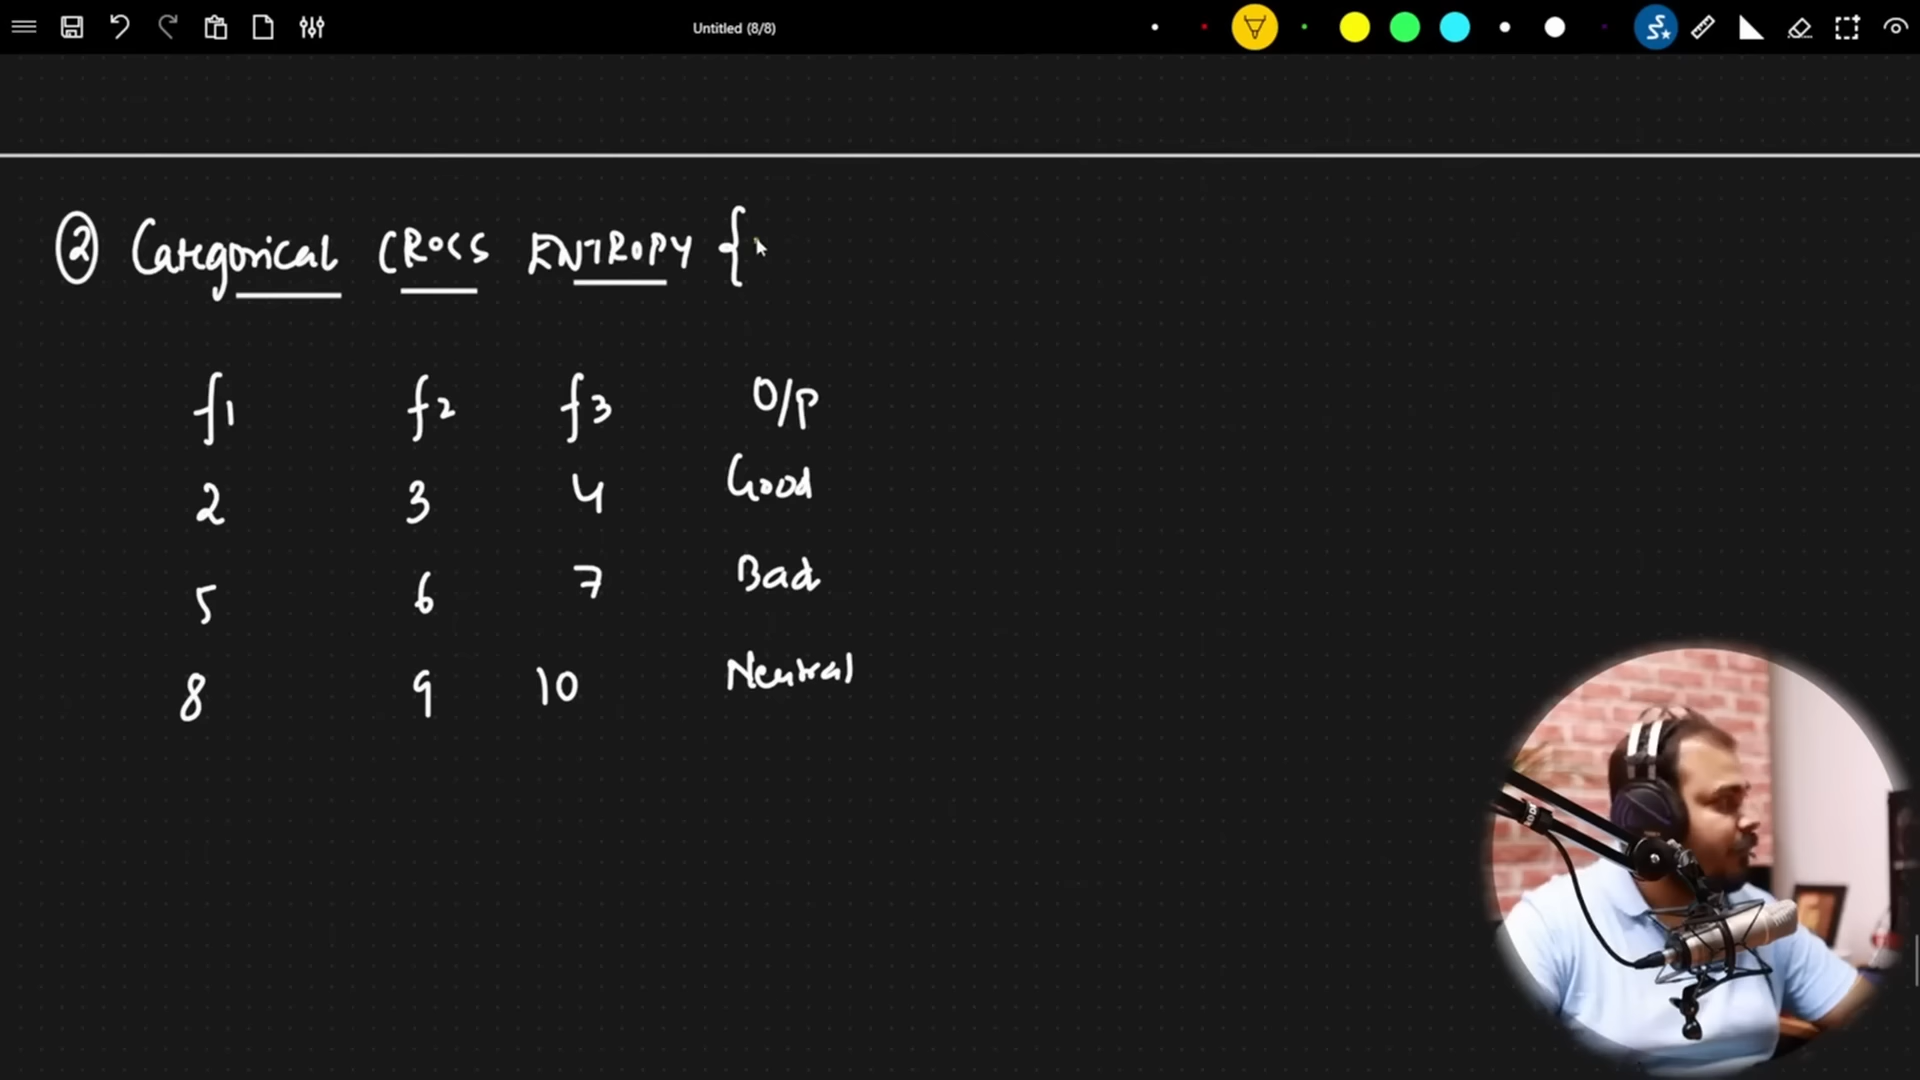 Untitled (8/8)
② Categorical CROSS ENTROPY {
f1 f2 f3 O/P
2 3 4 Good
5 6 7 Bad
8 9 10 Neutral